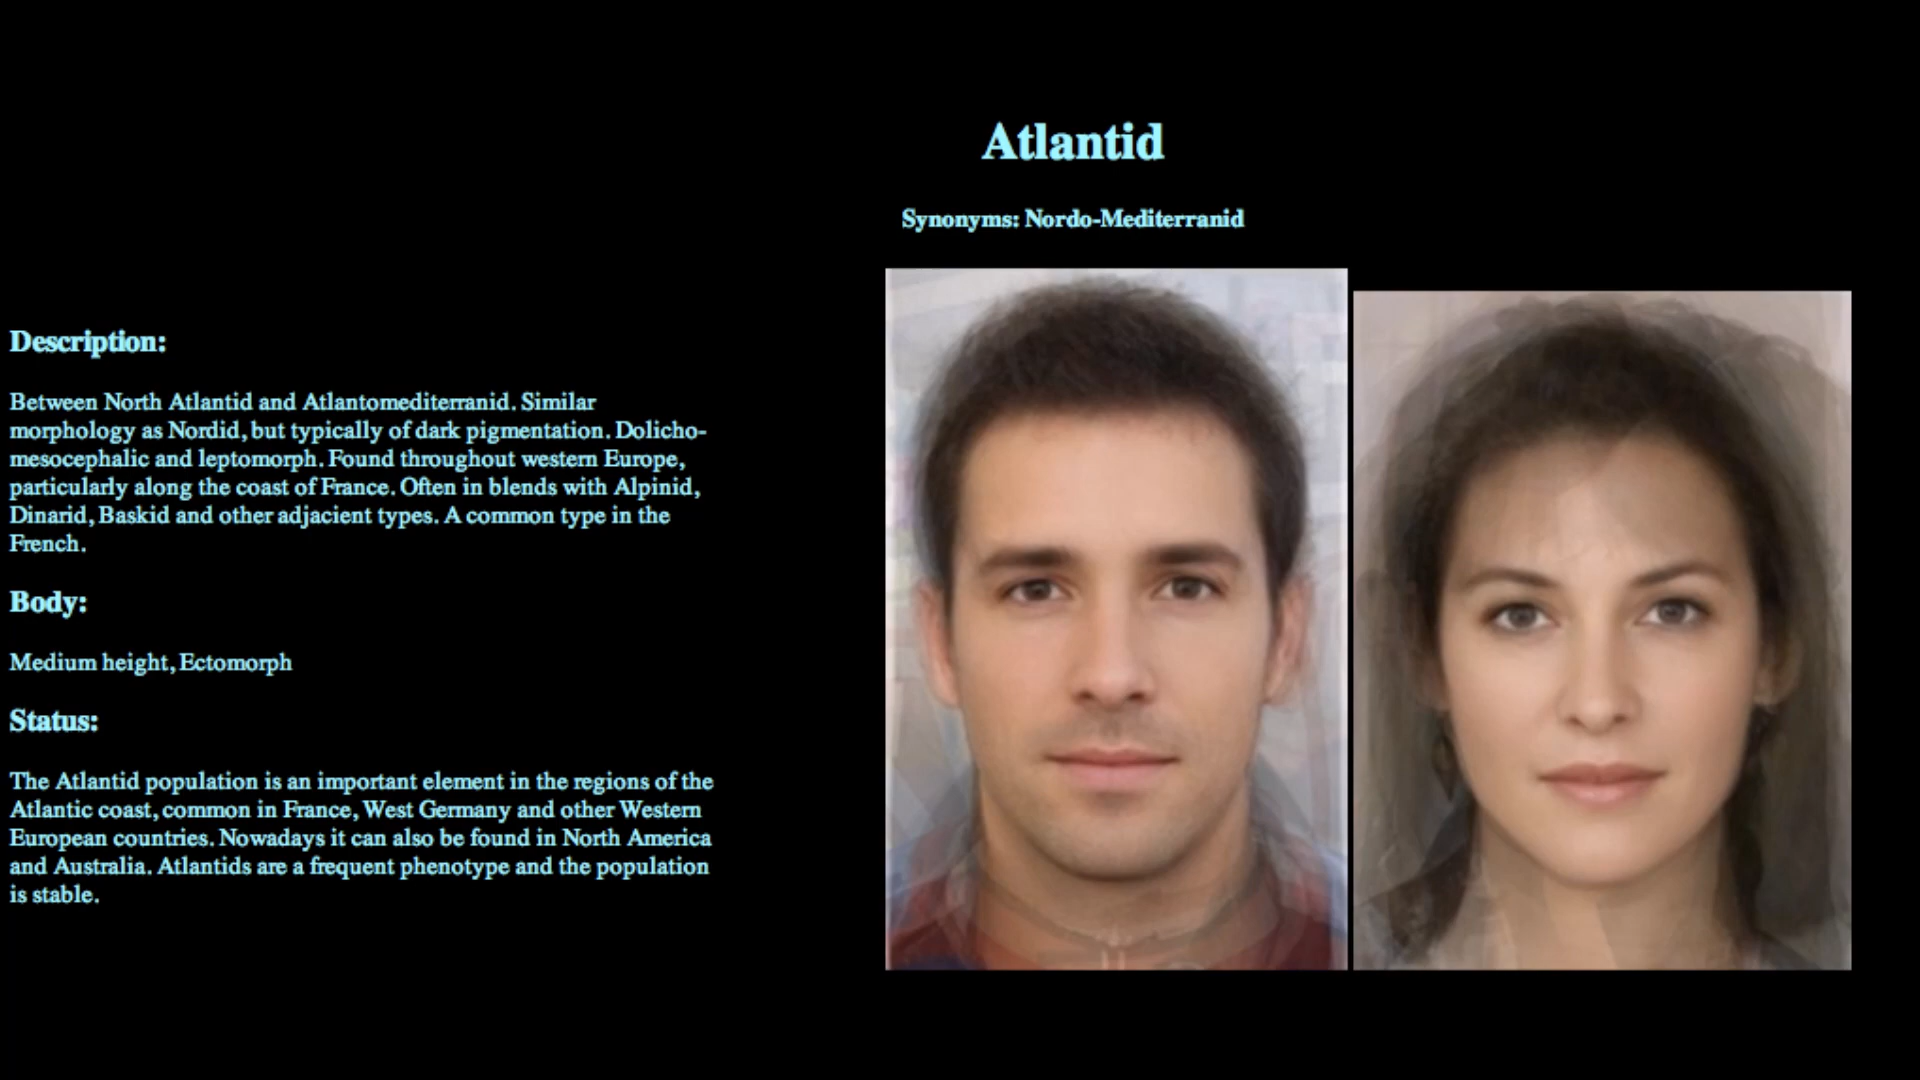 Atlantid
Synonyms: Nordo-Mediterranid
Description:
Between North Atlantid and Atlantomediterranid. Similar
morphology as Nordid, but typically of dark pigmentation. Dolicho-
mesocephalic and leptomorph. Found throughout western Europe,
particularly along the coast of France. Often in blends with Alpinid,
Dinarid, Baskid and other adjacient types. A common type in the
French.
Body:
Medium height, Ectomorph
Status:
The Atlantid population is an important element in the regions of the
Atlantic coast, common in France, West Germany and other Western
European countries. Nowadays it can also be found in North America
and Australia. Atlantids are a frequent phenotype and the population
is stable.